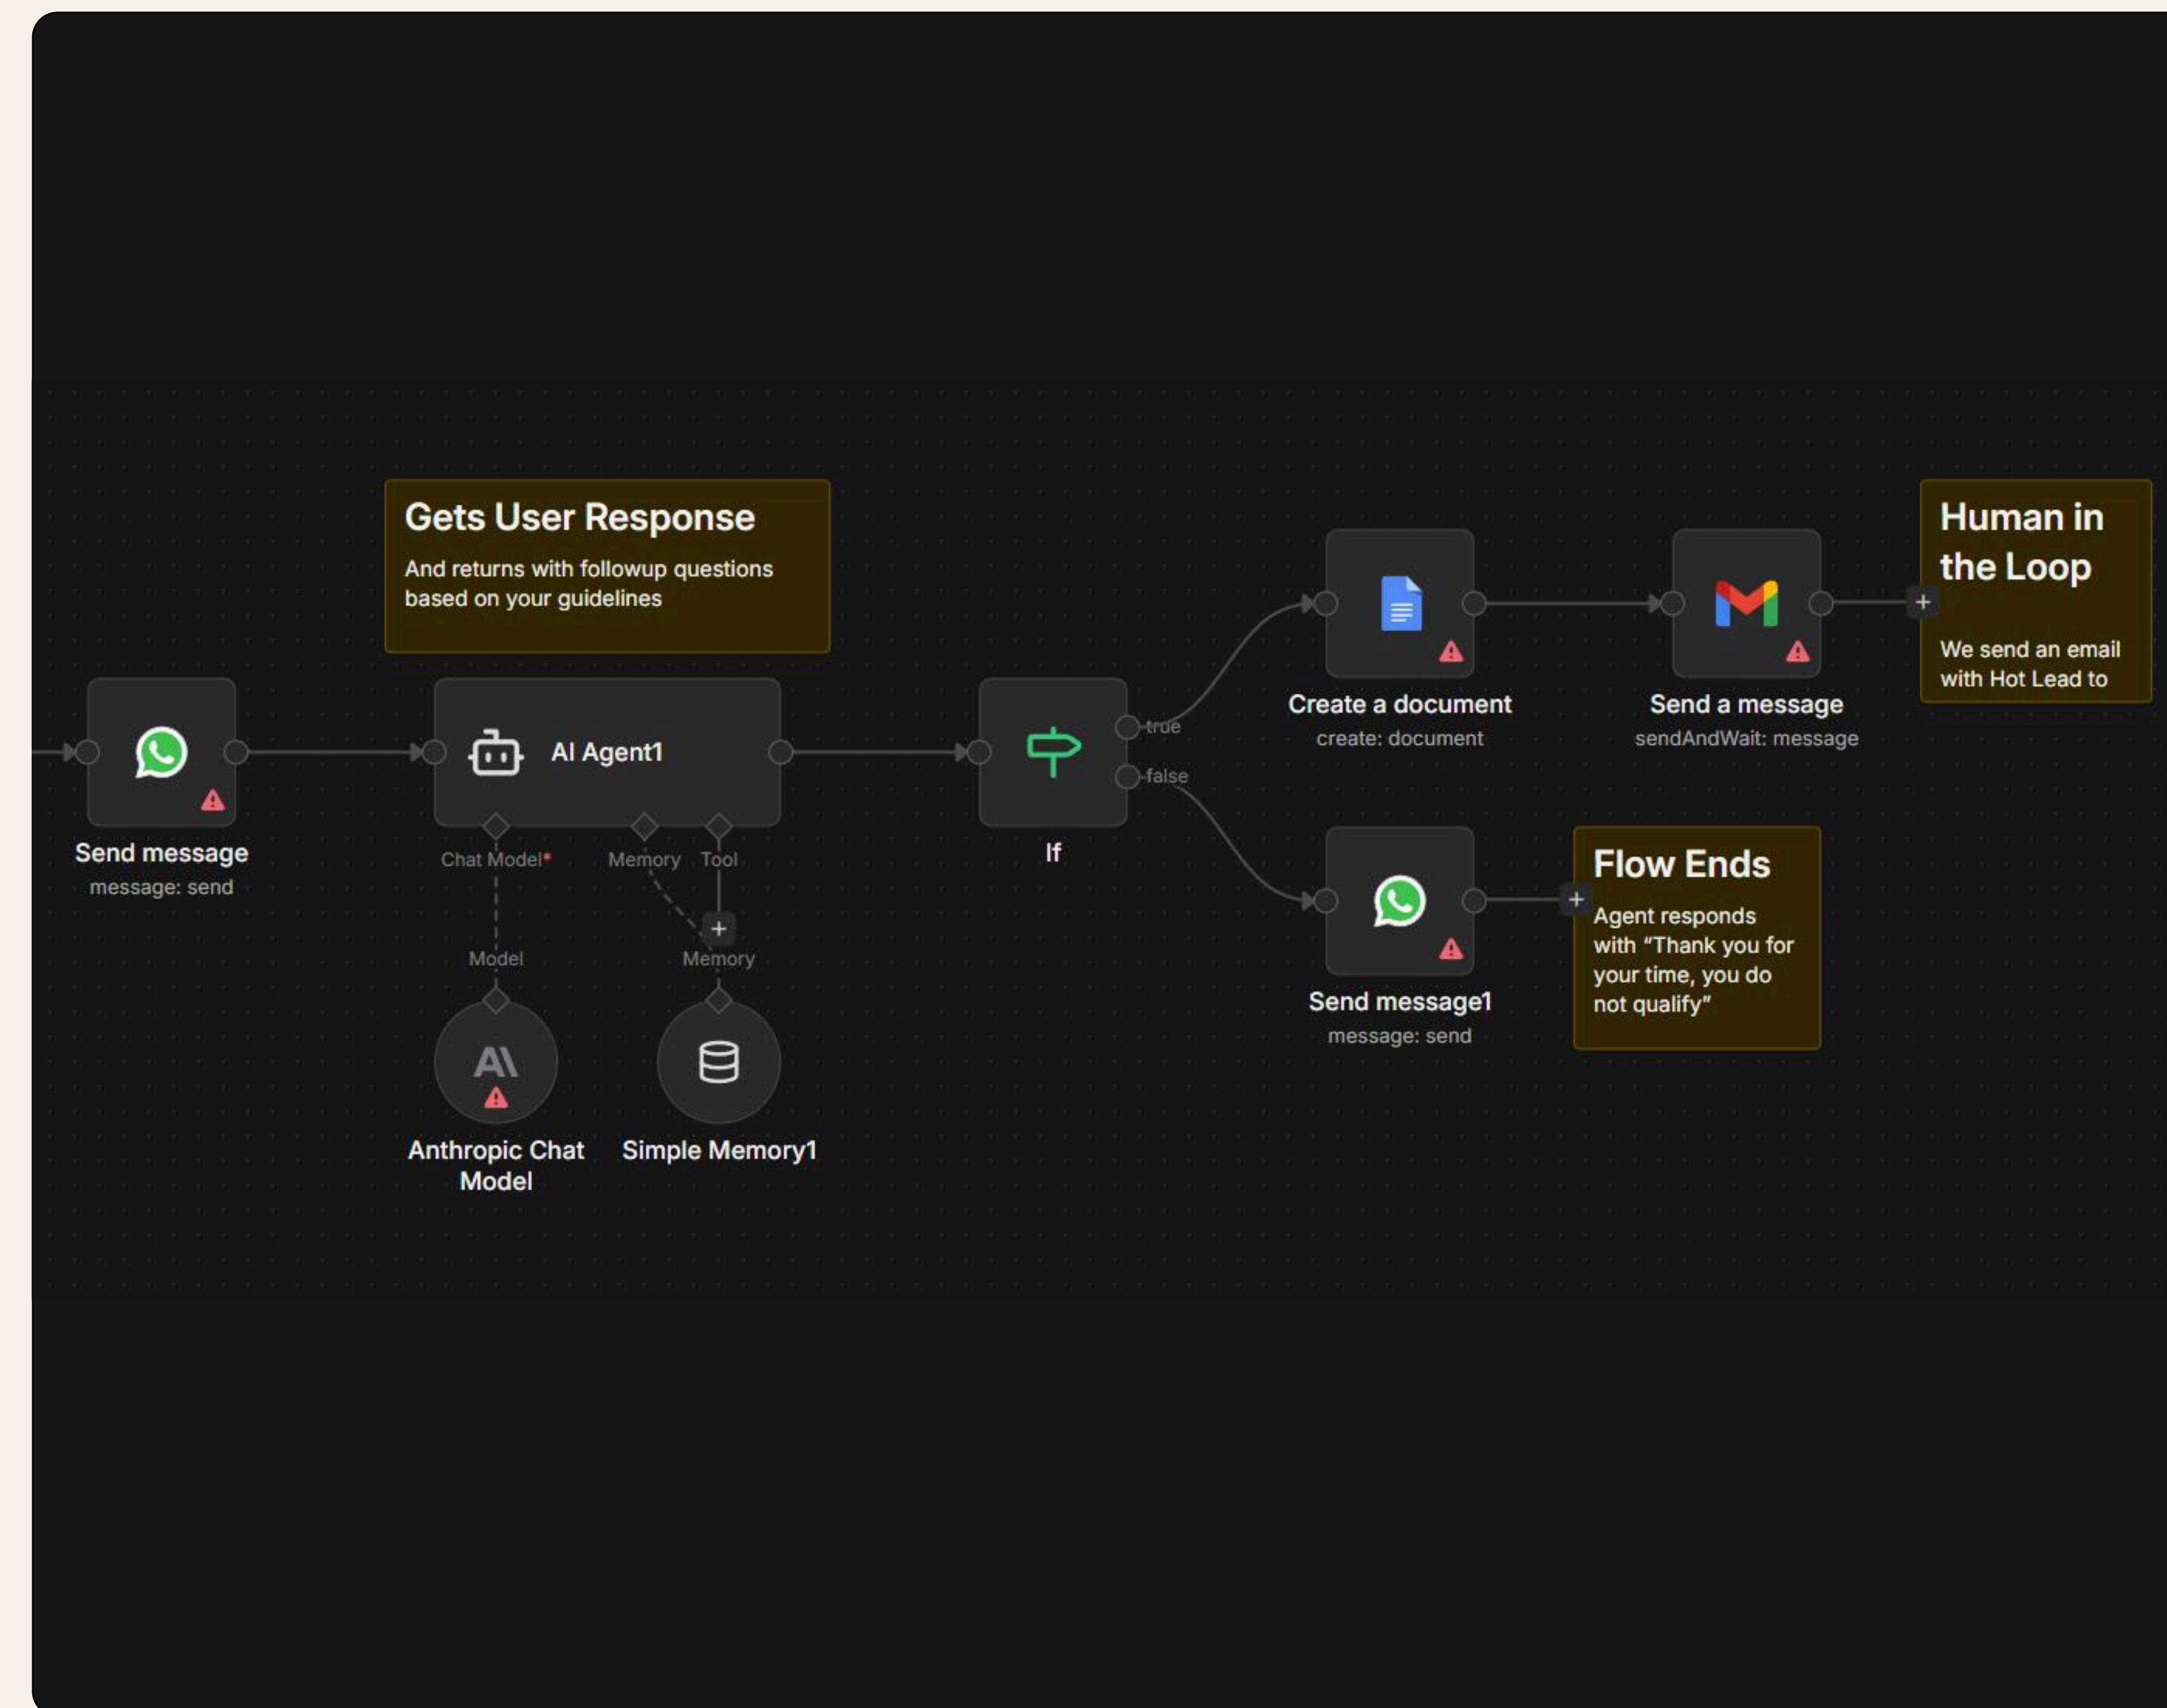 Gets User Response
And returns with followup questions
based on your guidelines
Human in
the Loop
We send an email
with Hot Lead to
Send message
message: send
AI Agent1
Chat Model*
Memory
Tool
Model
Memory
Anthropic Chat
Model
Simple Memory1
If
true
false
Create a document
create: document
Send a message
sendAndWait: message
Send message1
message: send
Flow Ends
Agent responds
with “Thank you for
your time, you do
not qualify”